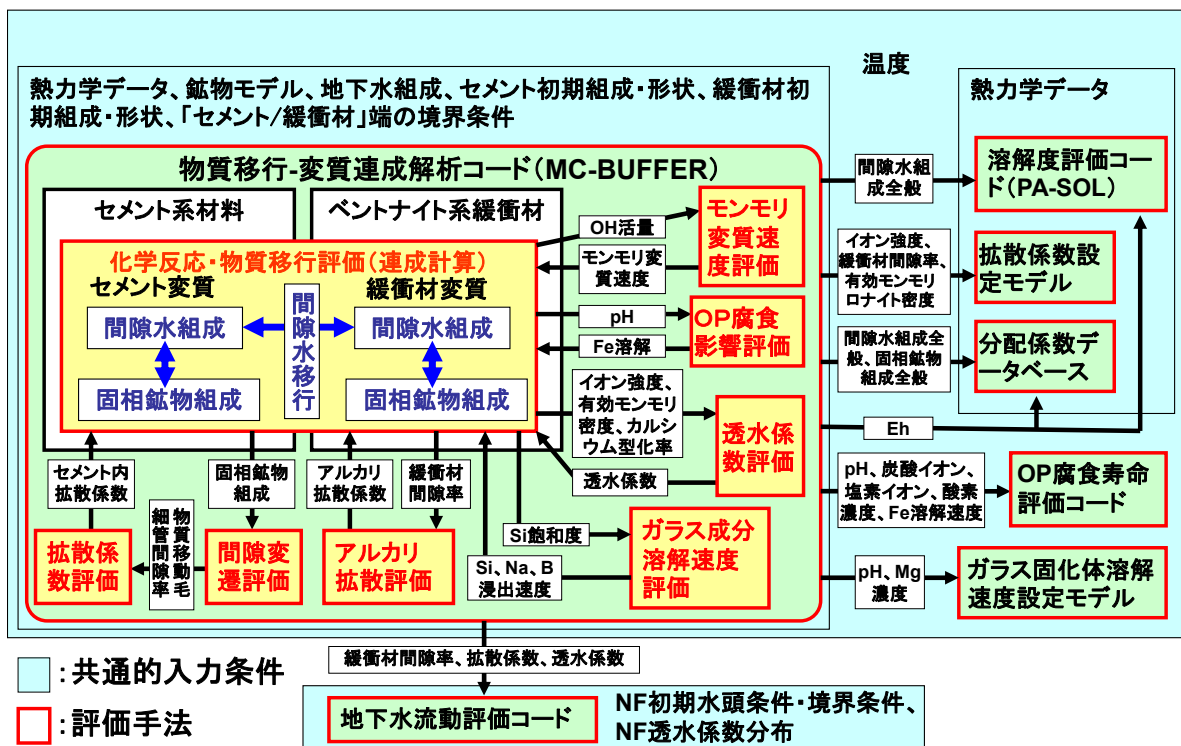 温度
熱力学データ、鉱物モデル、地下水組成、セメント初期組成・形状、緩衝材初
期組成・形状、「セメント/緩衝材」端の境界条件
熱力学データ
物質移行-変質連成解析コード(MC-BUFFER)
セメント系材料
ベントナイト系緩衝材
化学反応・物質移行評価(連成計算)
セメント変質
緩衝材変質
間隙水組成
間隙水移行
間隙水組成
固相鉱物組成
固相鉱物組成
OH活量
モンモリ変
質速度
モンモリ
変質速
度評価
pH
Fe溶解
OP腐食
影響評価
イオン強度、
有効モンモリ
密度、カルシ
ウム型化率
透水係数
透水係
数評価
セメント内
拡散係数
固相鉱物
組成
アルカリ
拡散係数
緩衝材
間隙率
拡散係
数評価
物質移動毛
細管間隙率
間隙変
遷評価
アルカリ
拡散評価
Si飽和度
Si、Na、B
浸出速度
ガラス成分
溶解速度
評価
間隙水組
成全般
溶解度評価コー
ド(PA-SOL)
イオン強度、
緩衝材間隙率、
有効モンモリ
ロナイト密度
拡散係数設
定モデル
間隙水組成全
般、固相鉱物
組成全般
分配係数デ
ータベース
Eh
pH、炭酸イオン、
塩素イオン、酸素
濃度、Fe溶解速度
OP腐食寿命
評価コード
pH、Mg
濃度
ガラス固化体溶解
速度設定モデル
緩衝材間隙率、拡散係数、透水係数
:共通的入力条件
:評価手法
地下水流動評価コード
NF初期水頭条件・境界条件、
NF透水係数分布